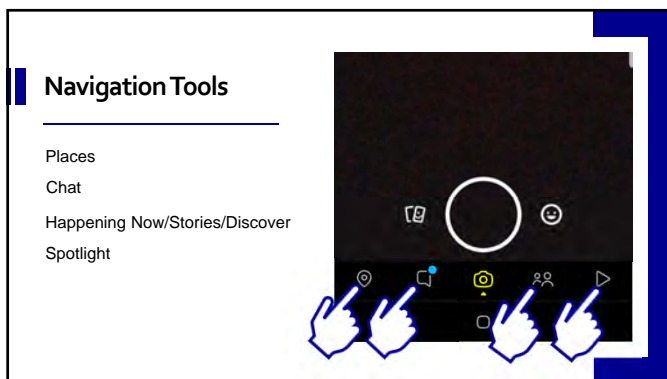 Navigation Tools
Places
Chat
Happening Now/Stories/Discover
Spotlight